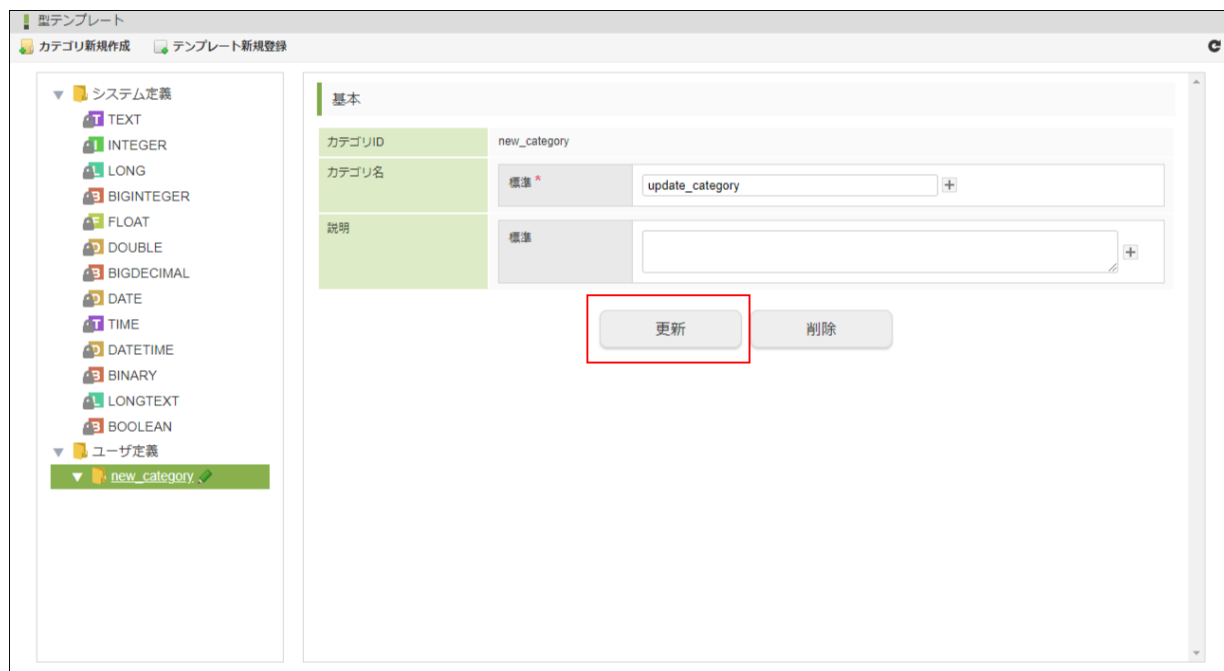 型テンプレート
カテゴリ新規作成 テンプレート新規登録
システム定義
TEXT
INTEGER
LONG
BIGINTEGER
FLOAT
DOUBLE
BIGDECIMAL
DATE
TIME
DATETIME
BINARY
LONGTEXT
BOOLEAN
ユーザ定義
new_category
基本
カテゴリID new_category
カテゴリ名 標準 * update_category
説明 標準
更新 削除